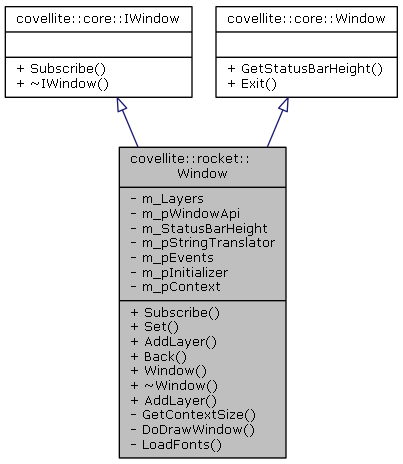 covellite::core::IWindow
+ Subscribe()
+ ~IWindow()
covellite::core::Window
+ GetStatusBarHeight()
+ Exit()
covellite::rocket::
Window
- m_Layers
- m_pWindowApi
- m_StatusBarHeight
- m_pStringTranslator
- m_pEvents
- m_pInitializer
- m_pContext
+ Subscribe()
+ Set()
+ AddLayer()
+ Back()
+ Window()
+ ~Window()
+ AddLayer()
- GetContextSize()
- DoDrawWindow()
- LoadFonts()